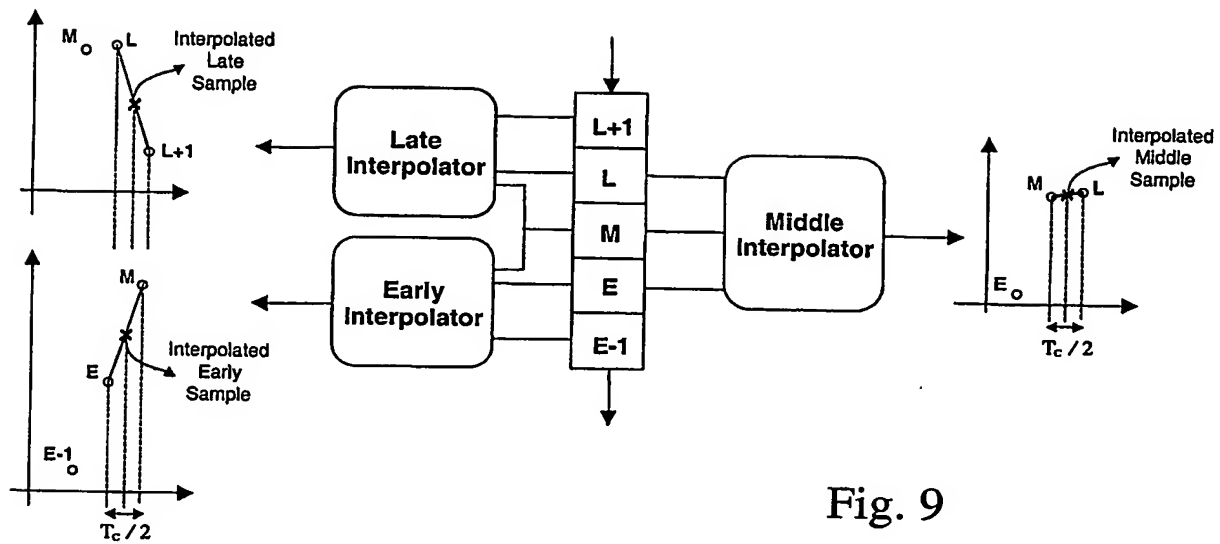 M
L
Interpolated
Late
Sample
L+1
M
E
Interpolated
Early
Sample
E-1
Tc / 2
Late
Interpolator
Early
Interpolator
L+1
L
M
E
E-1
Middle
Interpolator
Interpolated
Middle
Sample
M
L
E
Tc / 2
Fig. 9